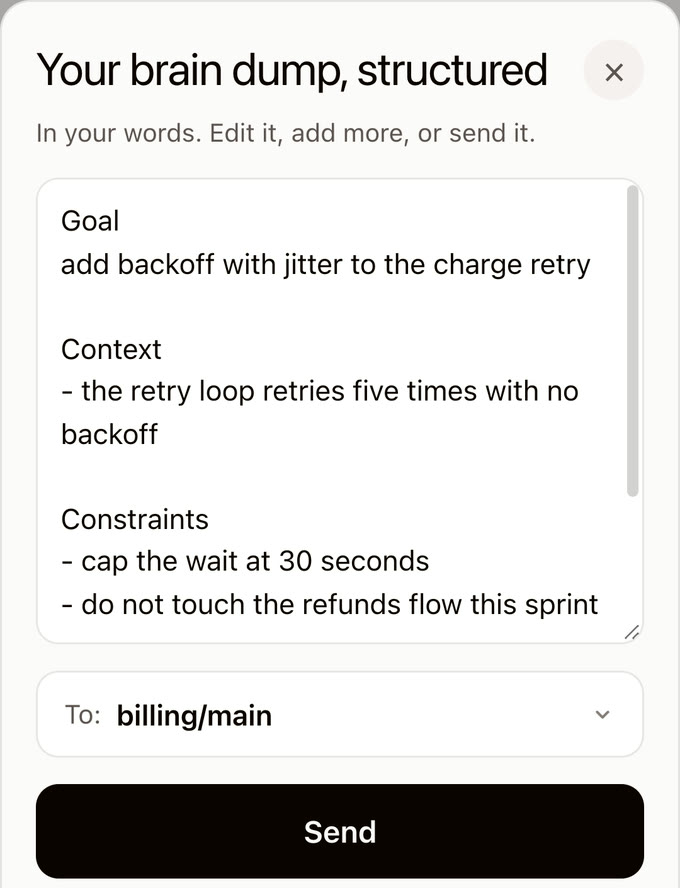 Your brain dump, structured
In your words. Edit it, add more, or send it.
Goal
add backoff with jitter to the charge retry
Context
- the retry loop retries five times with no
backoff
Constraints
- cap the wait at 30 seconds
- do not touch the refunds flow this sprint
To: billing/main
Send